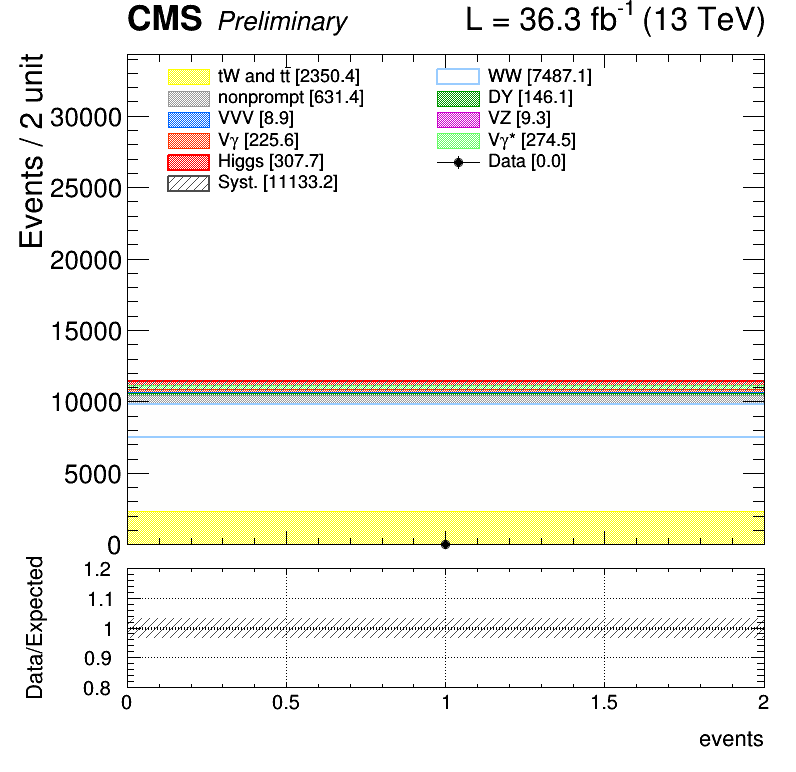 CMS Preliminary L = 36.3 fb⁻¹ (13 TeV)
Events / 2 unit
tW and tt̄ [2350.4]
nonprompt [631.4]
VVV [8.9]
Vγ [225.6]
Higgs [307.7]
Syst. [11133.2]
WW [7487.1]
DY [146.1]
VZ [9.3]
Vγ* [274.5]
Data [0.0]
30000
25000
20000
15000
10000
5000
0
Data/Expected
1.2
1.1
1
0.9
0.8
0 0.5 1 1.5 2
events